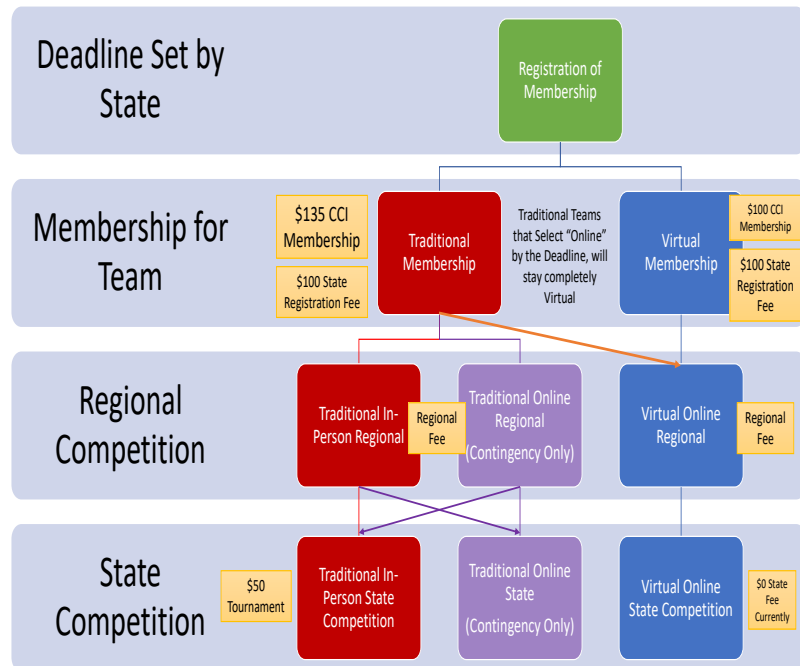 Deadline Set by
State
Registration of
Membership
Membership for
Team
$135 CCI
Membership
$100 State
Registration Fee
Traditional
Membership
Traditional Teams
that Select “Online”
by the Deadline, will
stay completely
Virtual
Virtual
Membership
$100 CCI
Membership
$100 State
Registration
Fee
Regional
Competition
Traditional In-
Person Regional
Regional
Fee
Traditional Online
Regional
(Contingency Only)
Virtual Online
Regional
Regional
Fee
State
Competition
$50
Tournament
Traditional In-
Person State
Competition
Traditional Online
State
(Contingency Only)
Virtual Online
State Competition
$0 State
Fee
Currently